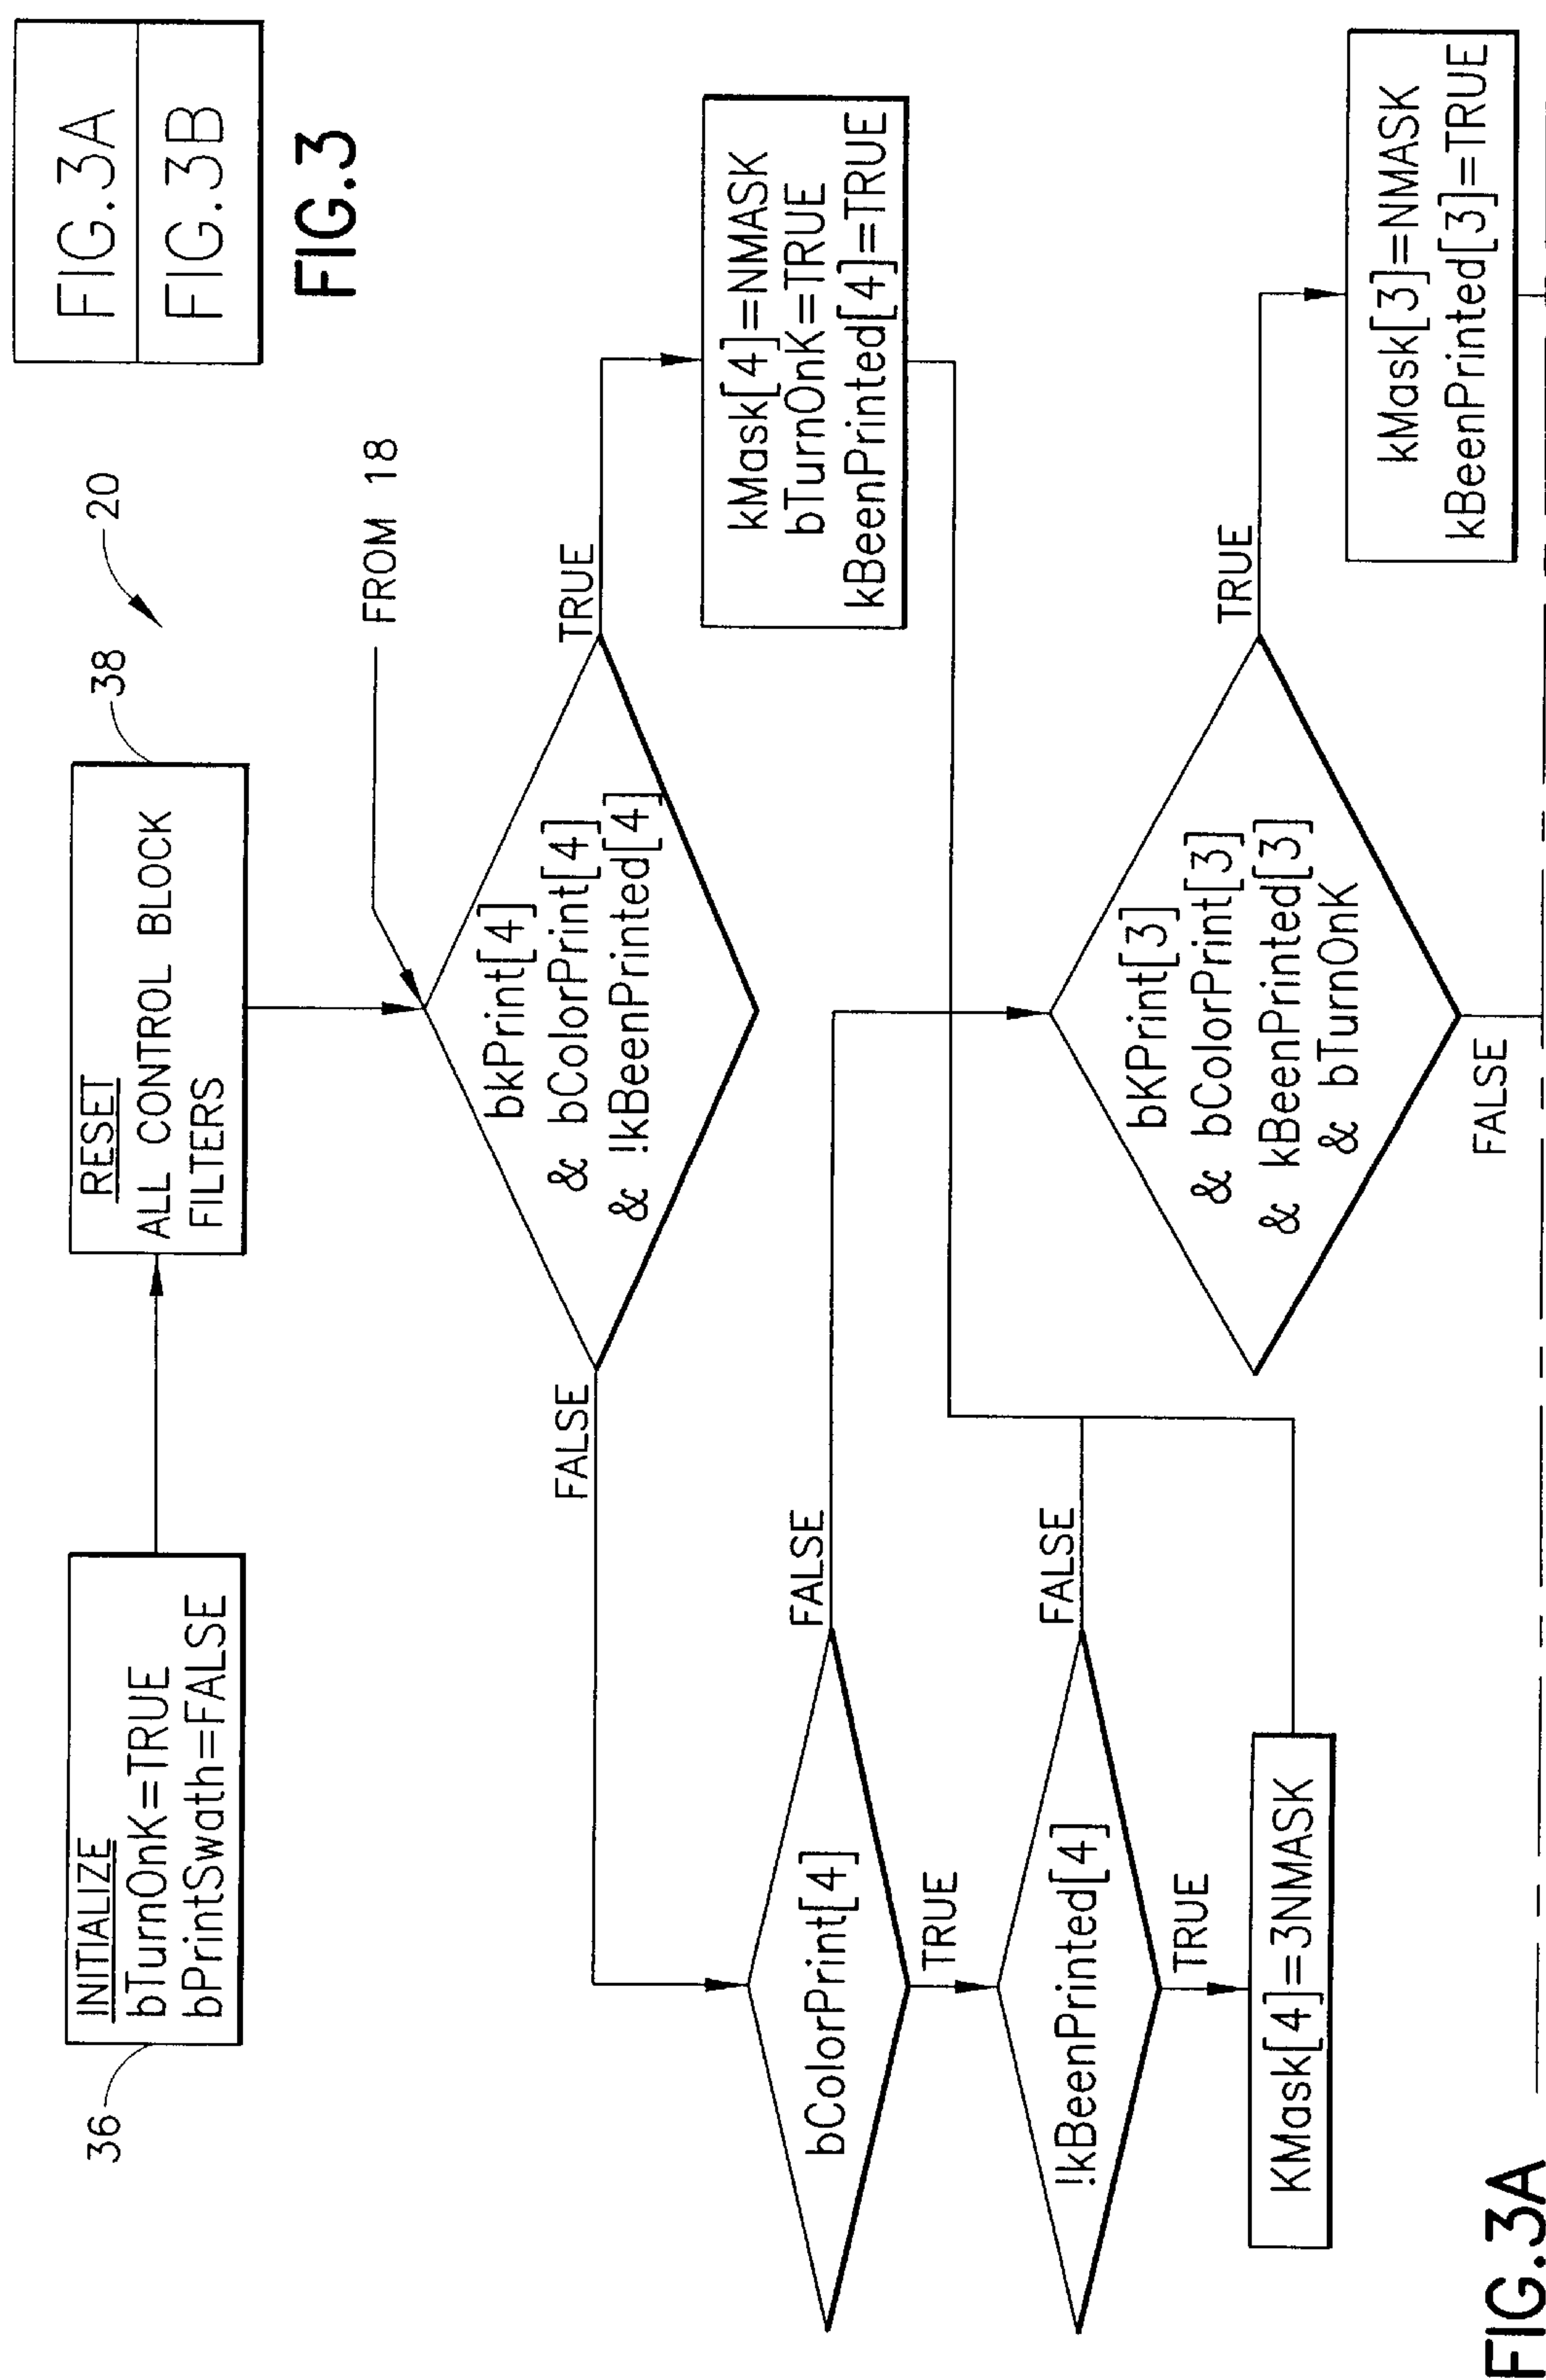 FIG.3A
FIG.3B
FIG.3
20
36
INITIALIZE
bTurnOnK=TRUE
bPrintSwath=FALSE
38
RESET
ALL CONTROL BLOCK
FILTERS
FROM 18
bkPrint[4]
& bColorPrint[4]
& !kBeenPrinted[4]
FALSE
TRUE
kMask[4]=NMASK
bTurnOnK=TRUE
kBeenPrinted[4]=TRUE
bColorPrint[4]
FALSE
TRUE
!kBeenPrinted[4]
FALSE
TRUE
KMask[4]=3NMASK
bKPrint[3]
& bColorPrint[3]
& kBeenPrinted[3]
& bTurnOnK
TRUE
FALSE
kMask[3]=NMASK
kBeenPrinted[3]=TRUE
FIG.3A